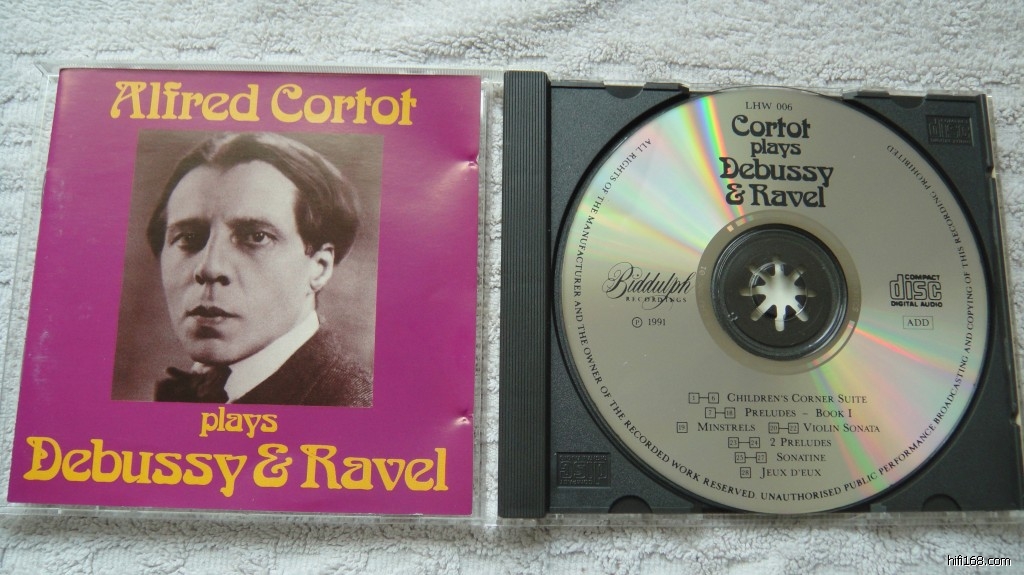 Alfred Cortot
plays
Debussy & Ravel
LHW 006
Cortot
plays
Debussy
& Ravel
Biddulph
RECORDINGS
℗ 1991
COMPACT
disc
DIGITAL AUDIO
ADD
1–6 CHILDREN'S CORNER SUITE
7–18 PRELUDES – BOOK I
19 MINSTRELS 20–22 VIOLIN SONATA
23–24 2 PRELUDES
25–27 SONATINE
28 JEUX D'EUX
ALL RIGHTS OF THE MANUFACTURER AND THE OWNER OF THE RECORDED WORK RESERVED. UNAUTHORISED PUBLIC PERFORMANCE BROADCASTING AND COPYING OF THIS RECORDING PROHIBITED
hifi168.com